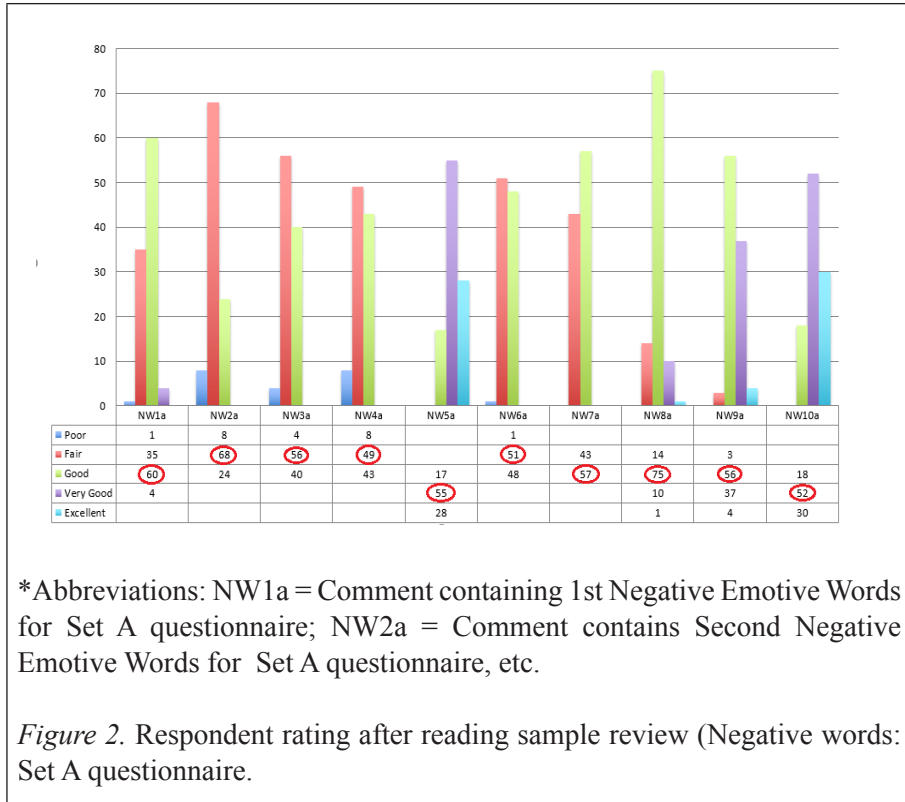 80
70
60
50
40
30
20
10
0
NW1a NW2a NW3a NW4a NW5a NW6a NW7a NW8a NW9a NW10a
Poor 1 8 4 8 1
Fair 35 68 56 49 51 43 14 3
Good 60 24 40 43 17 48 57 75 56 18
Very Good 4 55 10 37 52
Excellent 28 1 4 30
*Abbreviations: NW1a = Comment containing 1st Negative Emotive Words
for Set A questionnaire; NW2a = Comment contains Second Negative
Emotive Words for Set A questionnaire, etc.
Figure 2. Respondent rating after reading sample review (Negative words:
Set A questionnaire.